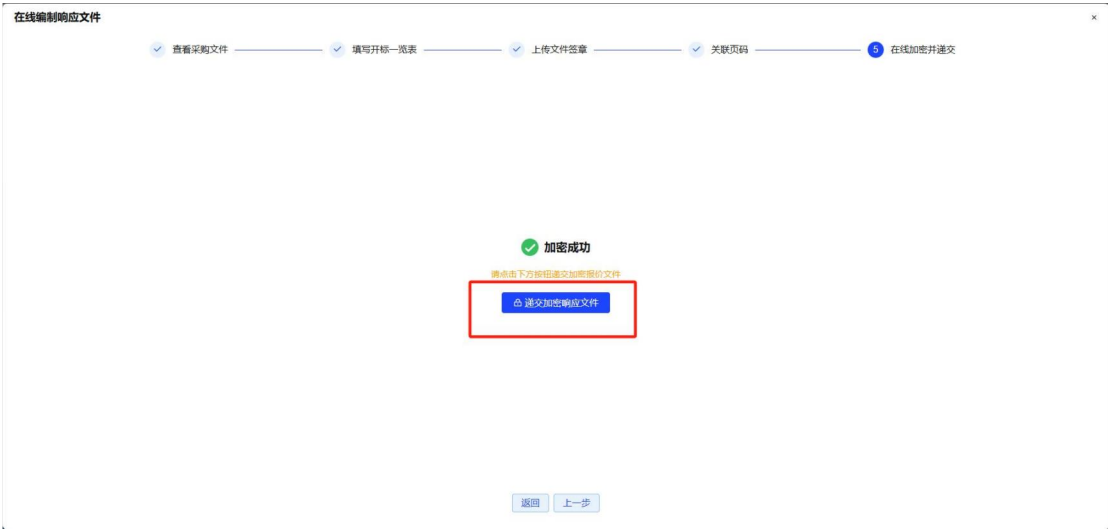 在线编制响应文件
×
查看采购文件 填写开标一览表 上传文件签章 关联页码 5 在线加密并递交
加密成功
请点击下方按钮递交加密报价文件
递交加密响应文件
返回 上一步